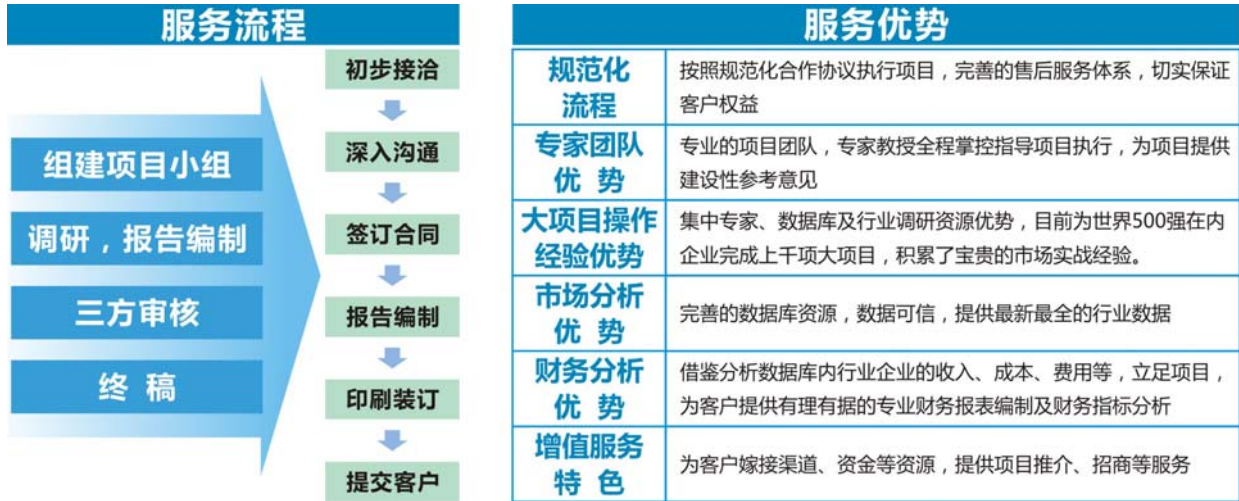 服务流程
组建项目小组
调研，报告编制
三方审核
终 稿
初步接洽
深入沟通
签订合同
报告编制
印刷装订
提交客户
服务优势
规范化
流程
按照规范化合作协议执行项目，完善的售后服务体系，切实保证
客户权益
专家团队
优 势
专业的项目团队，专家教授全程掌控指导项目执行，为项目提供
建设性参考意见
大项目操作
经验优势
集中专家、数据库及行业调研资源优势，目前为世界500强在内
企业完成上千项大项目，积累了宝贵的市场实战经验。
市场分析
优 势
完善的数据库资源，数据可信，提供最新最全的行业数据
财务分析
优 势
借鉴分析数据库内行业企业的收入、成本、费用等，立足项目，
为客户提供有理有据的专业财务报表编制及财务指标分析
增值服务
特 色
为客户嫁接渠道、资金等资源，提供项目推介、招商等服务